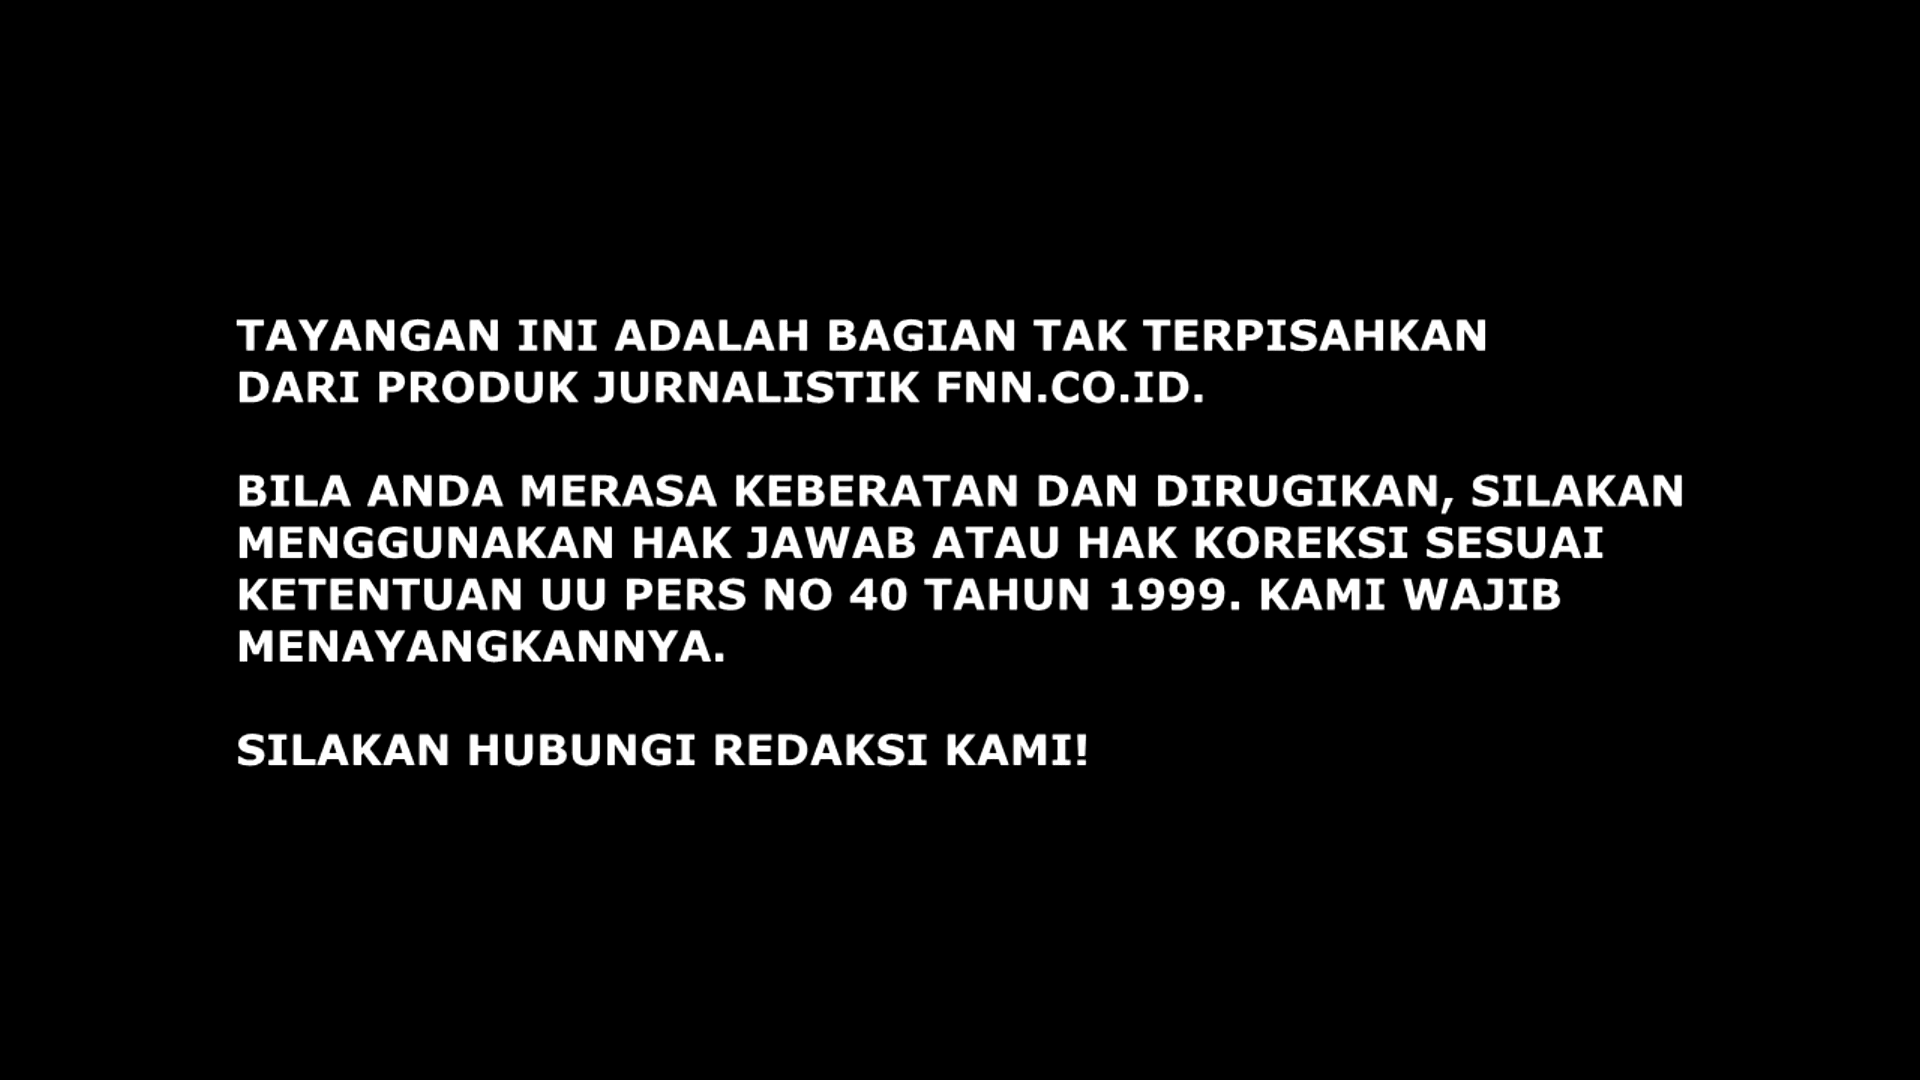 TAYANGAN INI ADALAH BAGIAN TAK TERPISAHKAN
DARI PRODUK JURNALISTIK FNN.CO.ID.
BILA ANDA MERASA KEBERATAN DAN DIRUGIKAN, SILAKAN
MENGGUNAKAN HAK JAWAB ATAU HAK KOREKSI SESUAI
KETENTUAN UU PERS NO 40 TAHUN 1999. KAMI WAJIB
MENAYANGKANNYA.
SILAKAN HUBUNGI REDAKSI KAMI!